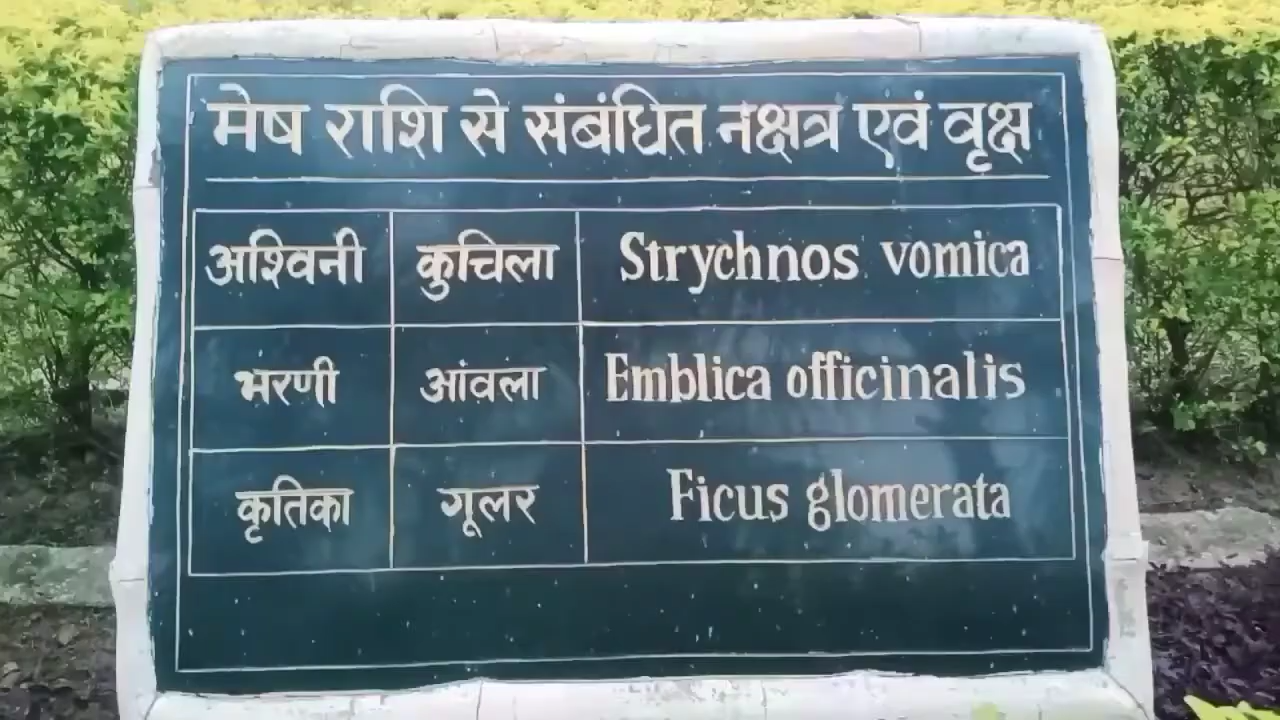 मेष राशि से संबंधित नक्षत्र एवं वृक्ष
अश्विनी कुचिला Strychnos vomica
भरणी आंवला Emblica officinalis
कृतिका गूलर Ficus glomerata